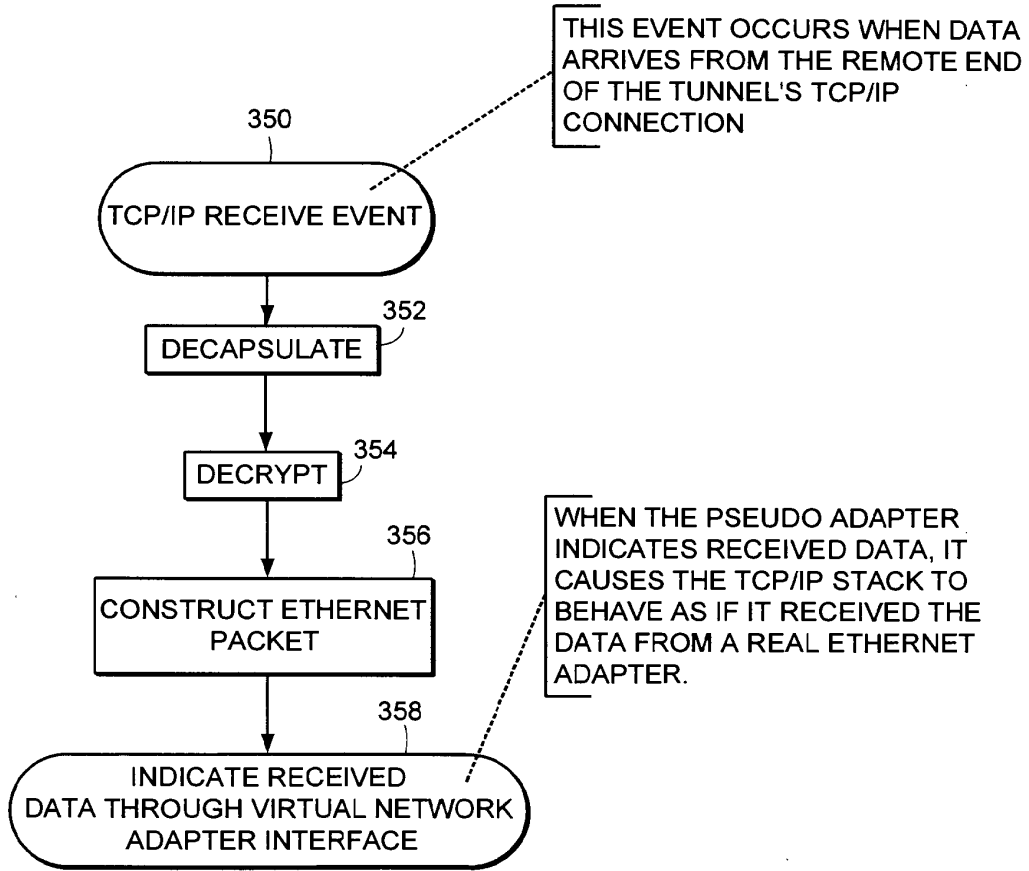 THIS EVENT OCCURS WHEN DATA
ARRIVES FROM THE REMOTE END
OF THE TUNNEL'S TCP/IP
CONNECTION
350
TCP/IP RECEIVE EVENT
352
DECAPSULATE
354
DECRYPT
356
CONSTRUCT ETHERNET
PACKET
WHEN THE PSEUDO ADAPTER
INDICATES RECEIVED DATA, IT
CAUSES THE TCP/IP STACK TO
BEHAVE AS IF IT RECEIVED THE
DATA FROM A REAL ETHERNET
ADAPTER.
358
INDICATE RECEIVED
DATA THROUGH VIRTUAL NETWORK
ADAPTER INTERFACE